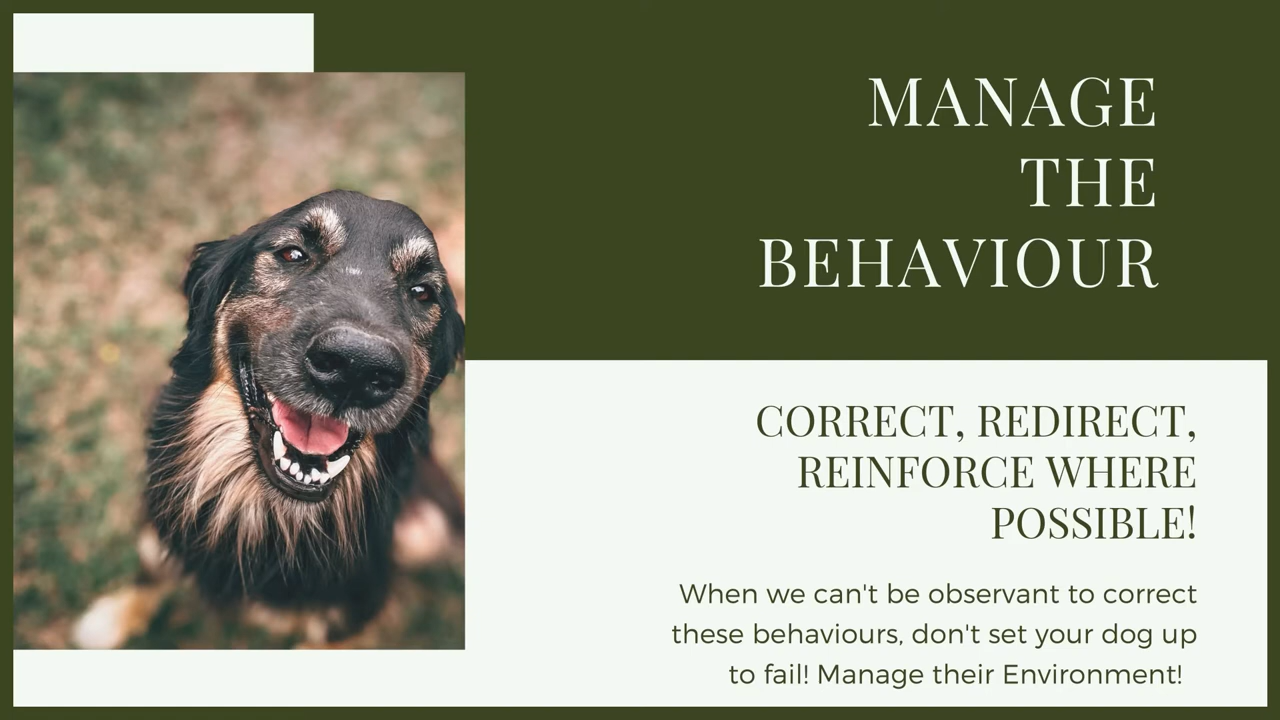 MANAGE
THE
BEHAVIOUR
CORRECT, REDIRECT,
REINFORCE WHERE
POSSIBLE!
When we can't be observant to correct
these behaviours, don't set your dog up
to fail! Manage their Environment!